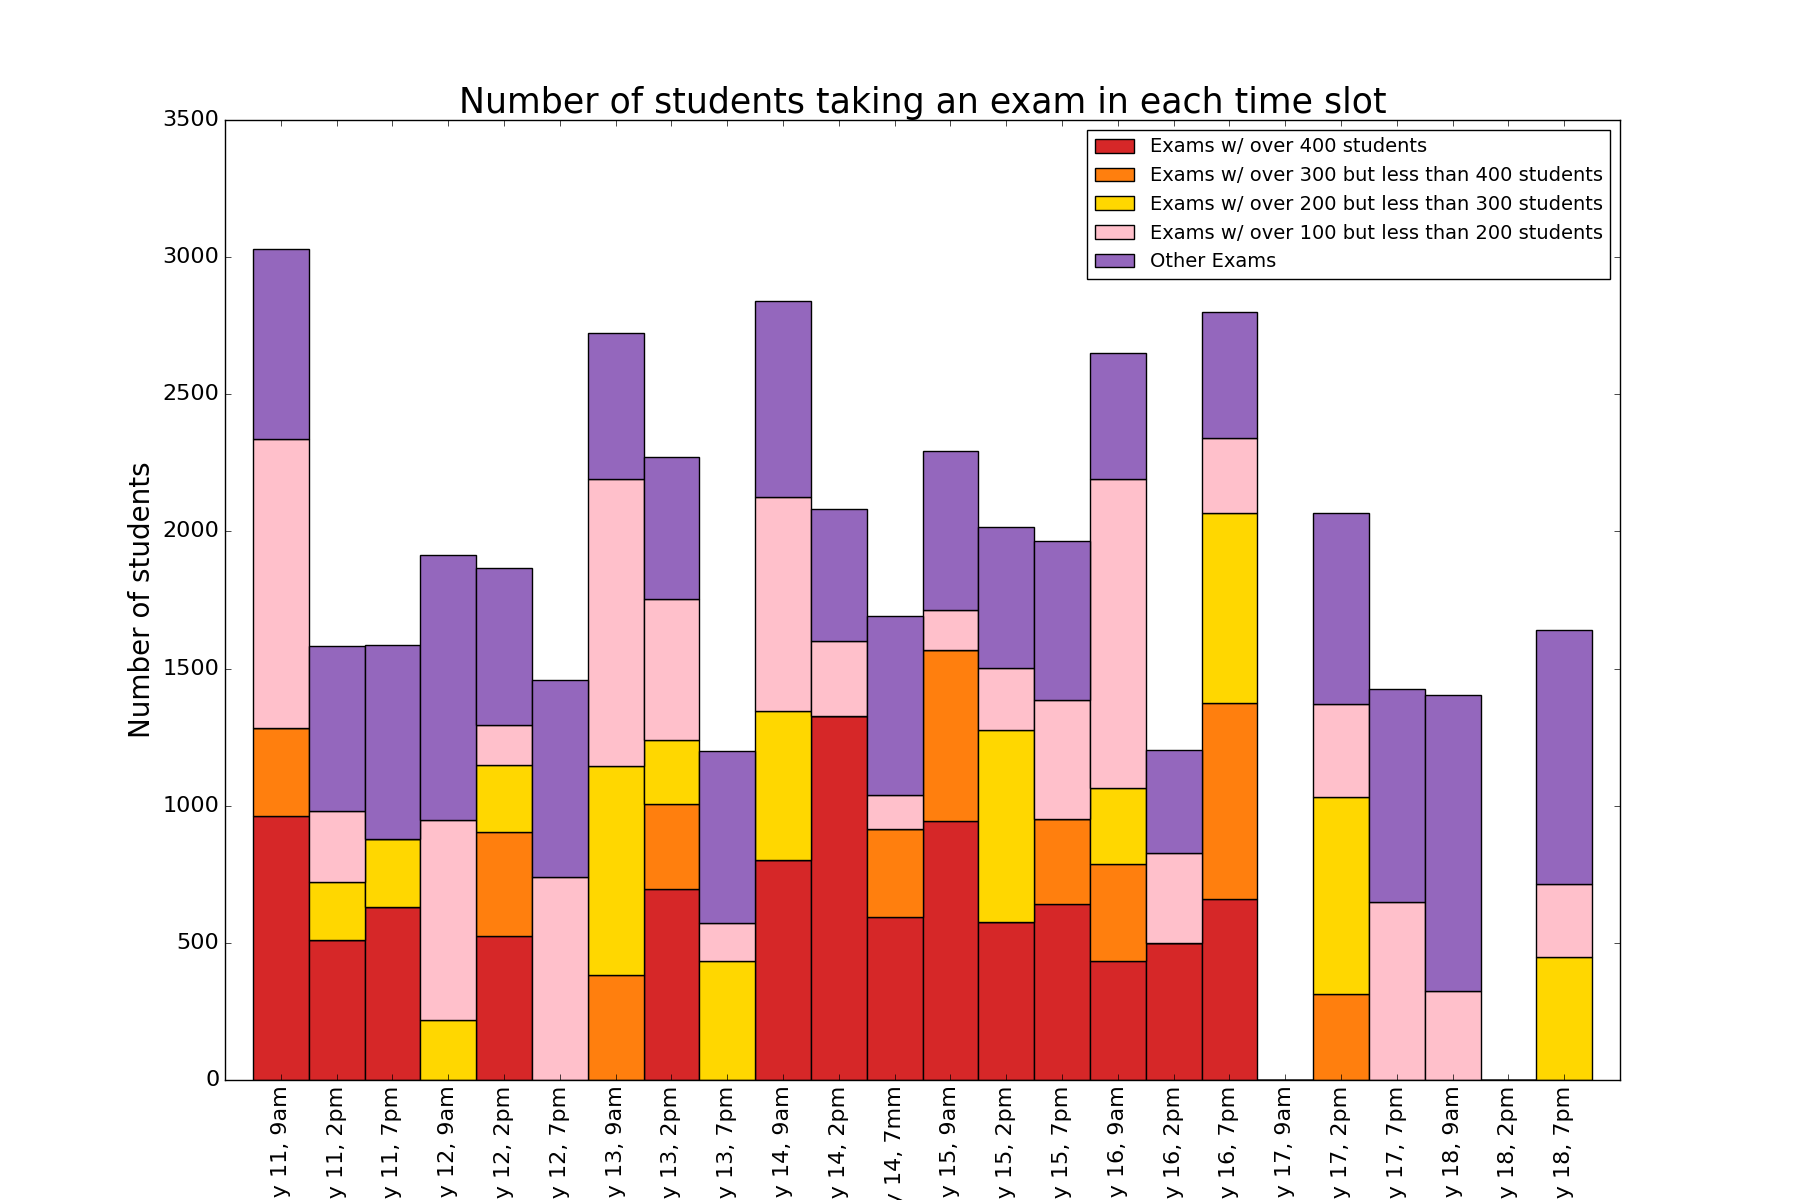 Number of students taking an exam in each time slot
Number of students
3500
3000
2500
2000
1500
1000
500
0
Exams w/ over 400 students
Exams w/ over 300 but less than 400 students
Exams w/ over 200 but less than 300 students
Exams w/ over 100 but less than 200 students
Other Exams
y 11, 9am
y 11, 2pm
y 11, 7pm
y 12, 9am
y 12, 2pm
y 12, 7pm
y 13, 9am
y 13, 2pm
y 13, 7pm
y 14, 9am
y 14, 2pm
y 14, 7mm
y 15, 9am
y 15, 2pm
y 15, 7pm
y 16, 9am
y 16, 2pm
y 16, 7pm
y 17, 9am
y 17, 2pm
y 17, 7pm
y 18, 9am
y 18, 2pm
y 18, 7pm